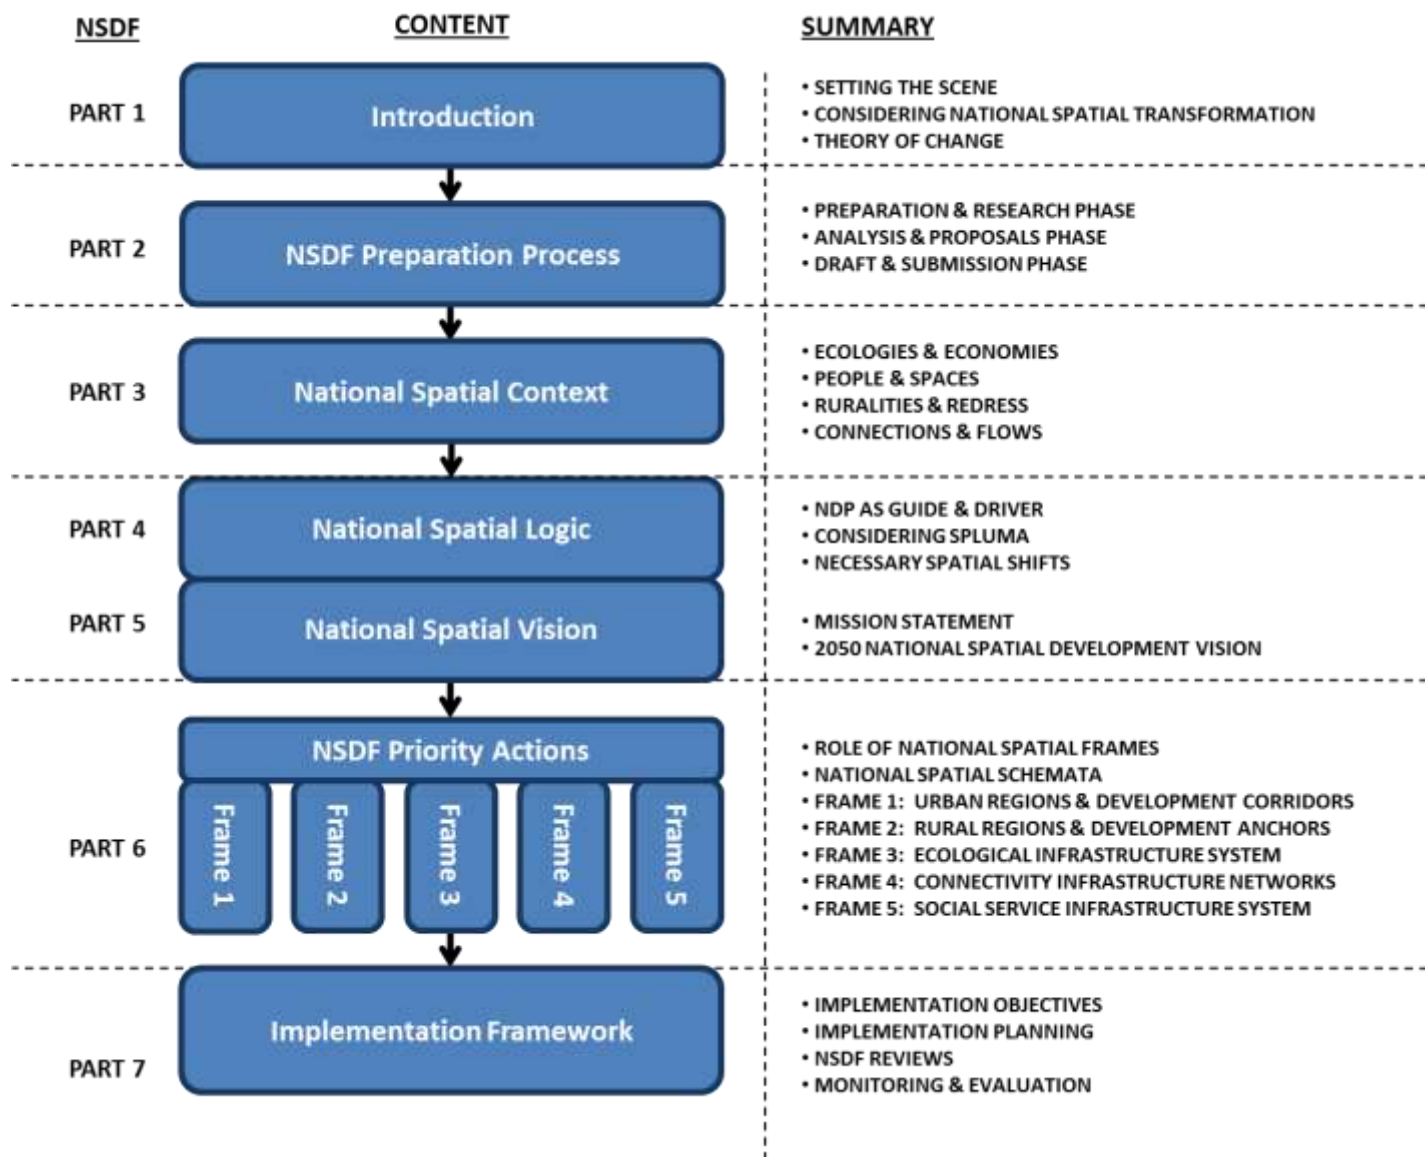 NSDF
CONTENT
SUMMARY
PART 1
Introduction
• SETTING THE SCENE
• CONSIDERING NATIONAL SPATIAL TRANSFORMATION
• THEORY OF CHANGE
PART 2
NSDF Preparation Process
• PREPARATION & RESEARCH PHASE
• ANALYSIS & PROPOSALS PHASE
• DRAFT & SUBMISSION PHASE
PART 3
National Spatial Context
• ECOLOGIES & ECONOMIES
• PEOPLE & SPACES
• RURALITIES & REDRESS
• CONNECTIONS & FLOWS
PART 4
National Spatial Logic
• NDP AS GUIDE & DRIVER
• CONSIDERING SPLUMA
• NECESSARY SPATIAL SHIFTS
PART 5
National Spatial Vision
• MISSION STATEMENT
• 2050 NATIONAL SPATIAL DEVELOPMENT VISION
PART 6
NSDF Priority Actions
Frame 1
Frame 2
Frame 3
Frame 4
Frame 5
• ROLE OF NATIONAL SPATIAL FRAMES
• NATIONAL SPATIAL SCHEMATA
• FRAME 1: URBAN REGIONS & DEVELOPMENT CORRIDORS
• FRAME 2: RURAL REGIONS & DEVELOPMENT ANCHORS
• FRAME 3: ECOLOGICAL INFRASTRUCTURE SYSTEM
• FRAME 4: CONNECTIVITY INFRASTRUCTURE NETWORKS
• FRAME 5: SOCIAL SERVICE INFRASTRUCTURE SYSTEM
PART 7
Implementation Framework
• IMPLEMENTATION OBJECTIVES
• IMPLEMENTATION PLANNING
• NSDF REVIEWS
• MONITORING & EVALUATION